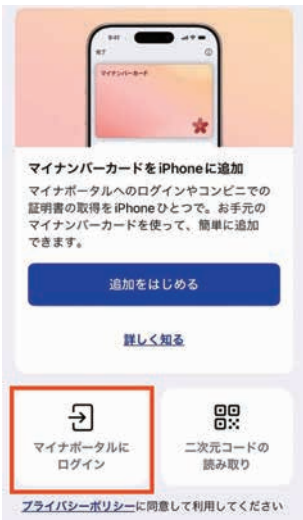 9:41
完了
マイナンバーカード
マイナンバーカードをiPhoneに追加
マイナポータルへのログインやコンビニでの
証明書の取得をiPhoneひとつで。お手元の
マイナンバーカードを使って、簡単に追加
できます。
追加をはじめる
詳しく知る
マイナポータルに
ログイン
二次元コードの
読み取り
プライバシーポリシーに同意して利用してください